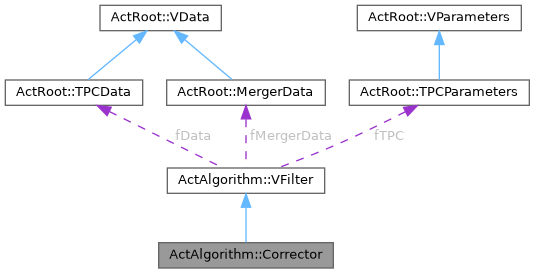 ActRoot::VData
ActRoot::VParameters
ActRoot::TPCData
ActRoot::MergerData
ActRoot::TPCParameters
fData
fMergerData
fTPC
ActAlgorithm::VFilter
ActAlgorithm::Corrector